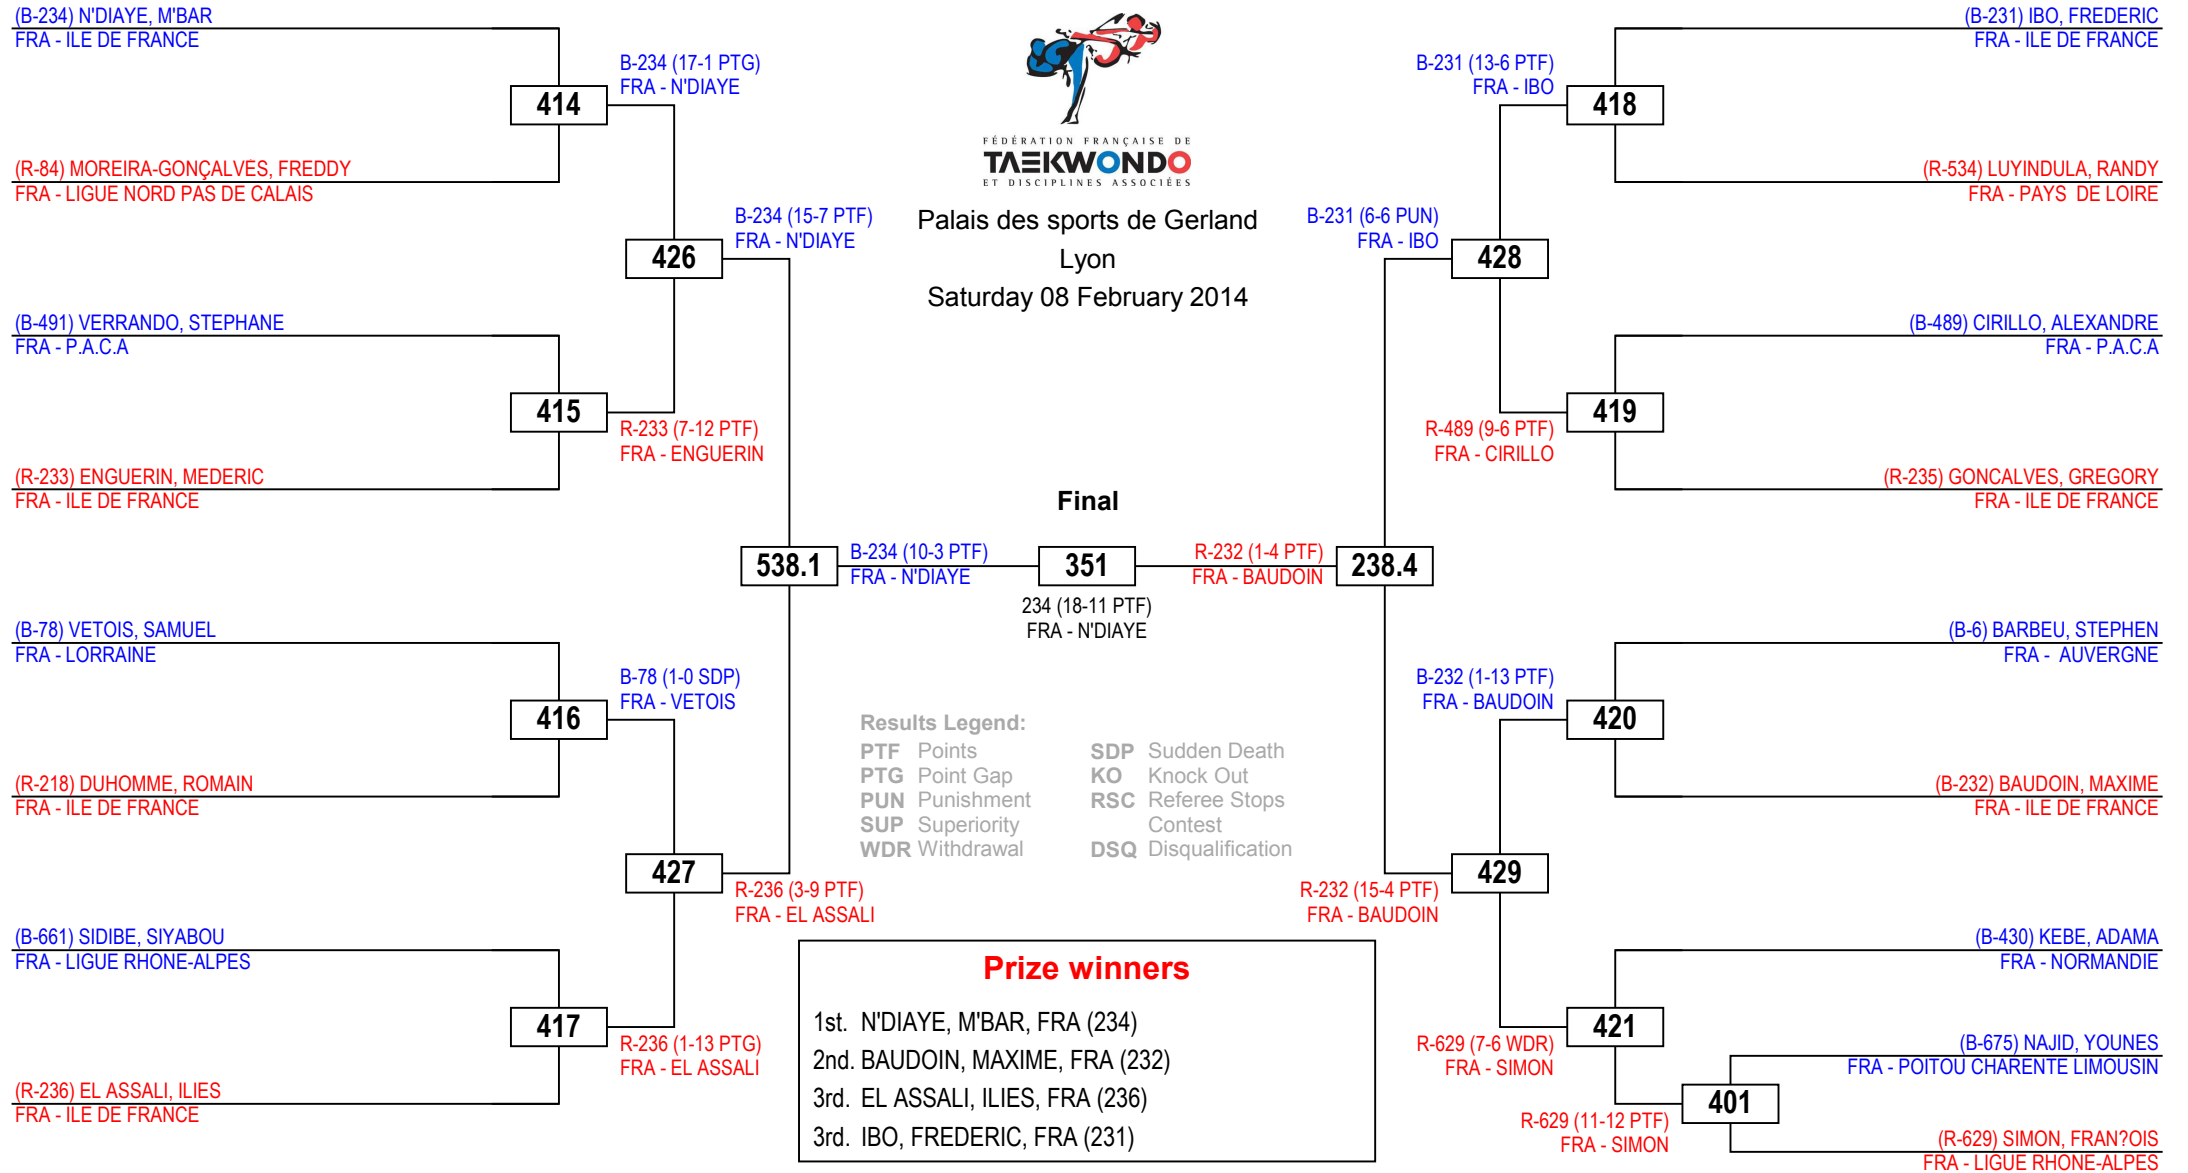 (B-234) N'DIAYE, M'BAR
FRA - ILE DE FRANCE
B-234 (17-1 PTG)
FRA - N'DIAYE
414
(R-84) MOREIRA-GONÇALVES, FREDDY
FRA - LIGUE NORD PAS DE CALAIS
B-234 (15-7 PTF)
FRA - N'DIAYE
426
(B-491) VERRANDO, STEPHANE
FRA - P.A.C.A
415
R-233 (7-12 PTF)
FRA - ENGUERIN
(R-233) ENGUERIN, MEDERIC
FRA - ILE DE FRANCE
538.1
B-234 (10-3 PTF)
FRA - N'DIAYE
(B-78) VETOIS, SAMUEL
FRA - LORRAINE
B-78 (1-0 SDP)
FRA - VETOIS
416
(R-218) DUHOMME, ROMAIN
FRA - ILE DE FRANCE
427
R-236 (3-9 PTF)
FRA - EL ASSALI
(B-661) SIDIBE, SIYABOU
FRA - LIGUE RHONE-ALPES
417
R-236 (1-13 PTG)
FRA - EL ASSALI
(R-236) EL ASSALI, ILIES
FRA - ILE DE FRANCE
FÉDÉRATION FRANÇAISE DE
TAEKWONDO
ET DISCIPLINES ASSOCIÉES
Palais des sports de Gerland
Lyon
Saturday 08 February 2014
Final
351
234 (18-11 PTF)
FRA - N'DIAYE
Results Legend:
PTF Points
PTG Point Gap
PUN Punishment
SUP Superiority
WDR Withdrawal
SDP Sudden Death
KO Knock Out
RSC Referee Stops
Contest
DSQ Disqualification
Prize winners
1st. N'DIAYE, M'BAR, FRA (234)
2nd. BAUDOIN, MAXIME, FRA (232)
3rd. EL ASSALI, ILIES, FRA (236)
3rd. IBO, FREDERIC, FRA (231)
(B-231) IBO, FREDERIC
FRA - ILE DE FRANCE
B-231 (13-6 PTF)
FRA - IBO
418
(R-534) LUYINDULA, RANDY
FRA - PAYS  DE LOIRE
B-231 (6-6 PUN)
FRA - IBO
428
(B-489) CIRILLO, ALEXANDRE
FRA - P.A.C.A
419
R-489 (9-6 PTF)
FRA - CIRILLO
(R-235) GONCALVES, GREGORY
FRA - ILE DE FRANCE
R-232 (1-4 PTF)
FRA - BAUDOIN
238.4
(B-6) BARBEU, STEPHEN
FRA -  AUVERGNE
B-232 (1-13 PTF)
FRA - BAUDOIN
420
(B-232) BAUDOIN, MAXIME
FRA - ILE DE FRANCE
429
R-232 (15-4 PTF)
FRA - BAUDOIN
(B-430) KEBE, ADAMA
FRA - NORMANDIE
421
R-629 (7-6 WDR)
FRA - SIMON
(B-675) NAJID, YOUNES
FRA - POITOU CHARENTE LIMOUSIN
401
R-629 (11-12 PTF)
FRA - SIMON
(R-629) SIMON, FRAN?OIS
FRA - LIGUE RHONE-ALPES